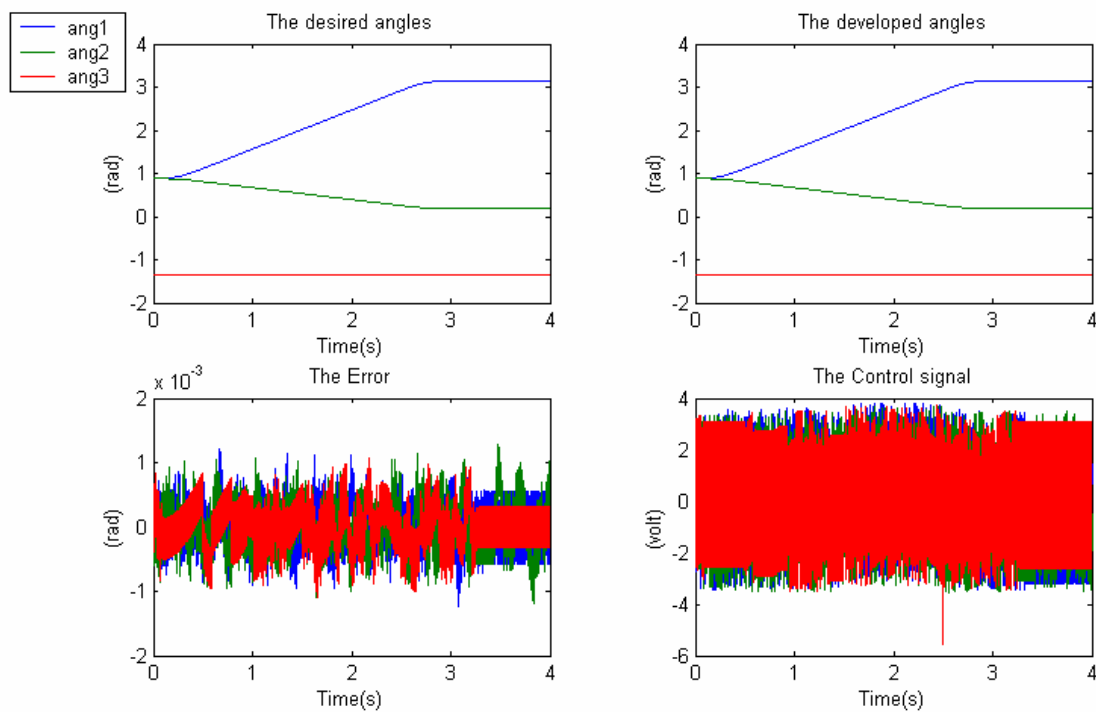 ang1
ang2
ang3
The desired angles
4
3
2
1
0
-1
-2
(rad)
0
1
2
3
4
Time(s)
The developed angles
4
3
2
1
0
-1
-2
(rad)
0
1
2
3
4
Time(s)
The Error
x 10^-3
2
1
0
-1
-2
(rad)
0
1
2
3
4
Time(s)
The Control signal
4
2
0
-2
-4
-6
(volt)
0
1
2
3
4
Time(s)